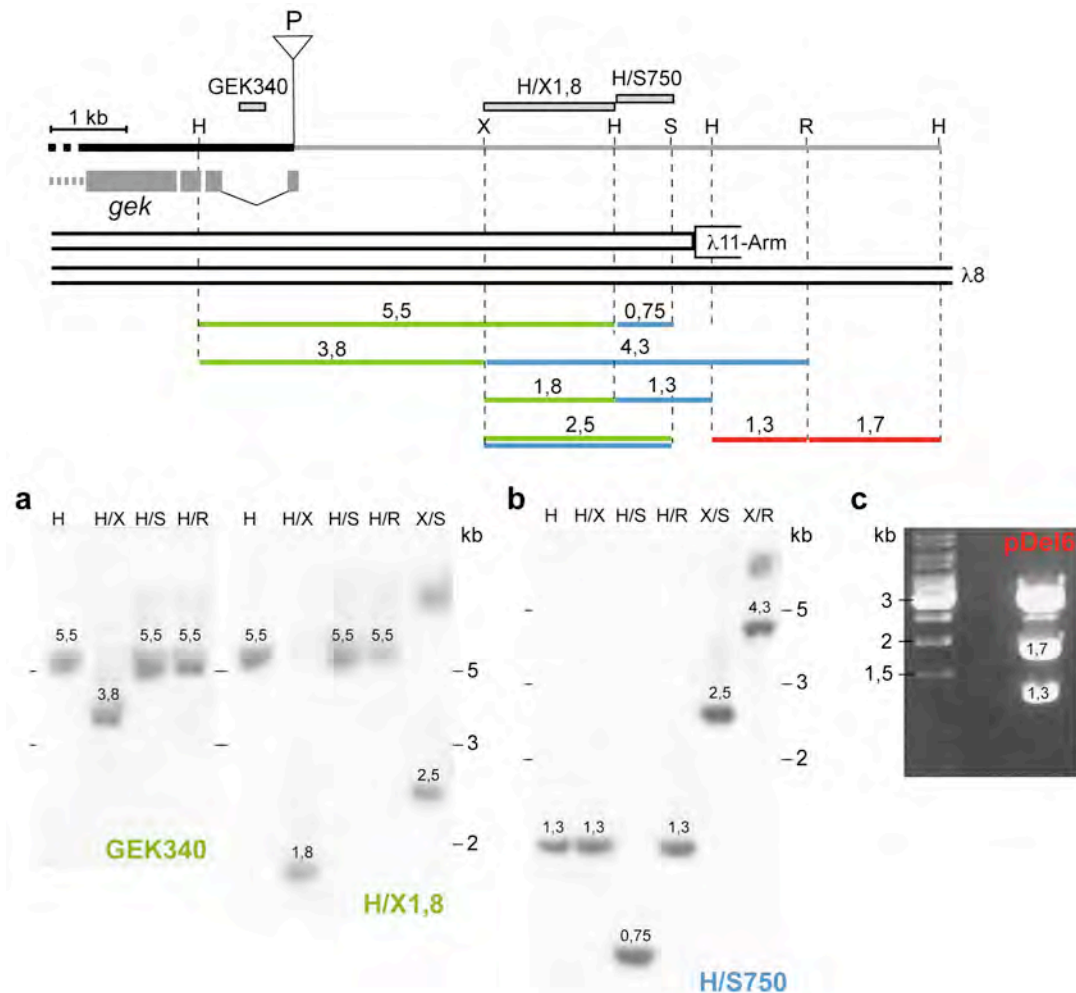 P
GEK340
H/X1,8
H/S750
1 kb
H
X
H
S
H
R
H
gek
λ11-Arm
λ8
5,5
0,75
3,8
4,3
1,8
1,3
2,5
1,3
1,7
a
H
H/X
H/S
H/R
H
H/X
H/S
H/R
X/S
kb
5,5
5,5
5,5
5,5
5,5
5,5
3,8
2,5
1,8
5
3
2
GEK340
H/X1,8
b
H
H/X
H/S
H/R
X/S
X/R
kb
5
3
2
4,3
2,5
1,3
1,3
1,3
0,75
H/S750
c
kb
pDel6
3
2
1,5
1,7
1,3